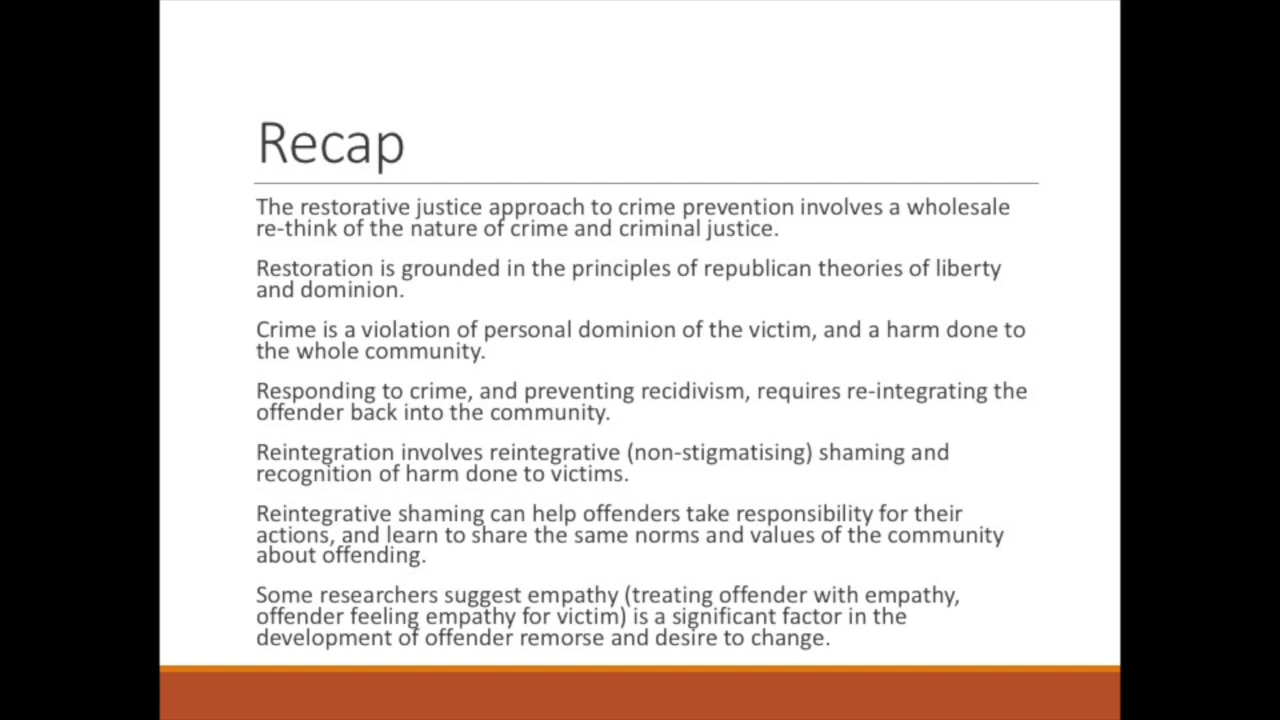 Recap
The restorative justice approach to crime prevention involves a wholesale
re-think of the nature of crime and criminal justice.
Restoration is grounded in the principles of republican theories of liberty
and dominion.
Crime is a violation of personal dominion of the victim, and a harm done to
the whole community.
Responding to crime, and preventing recidivism, requires re-integrating the
offender back into the community.
Reintegration involves reintegrative (non-stigmatising) shaming and
recognition of harm done to victims.
Reintegrative shaming can help offenders take responsibility for their
actions, and learn to share the same norms and values of the community
about offending.
Some researchers suggest empathy (treating offender with empathy,
offender feeling empathy for victim) is a significant factor in the
development of offender remorse and desire to change.